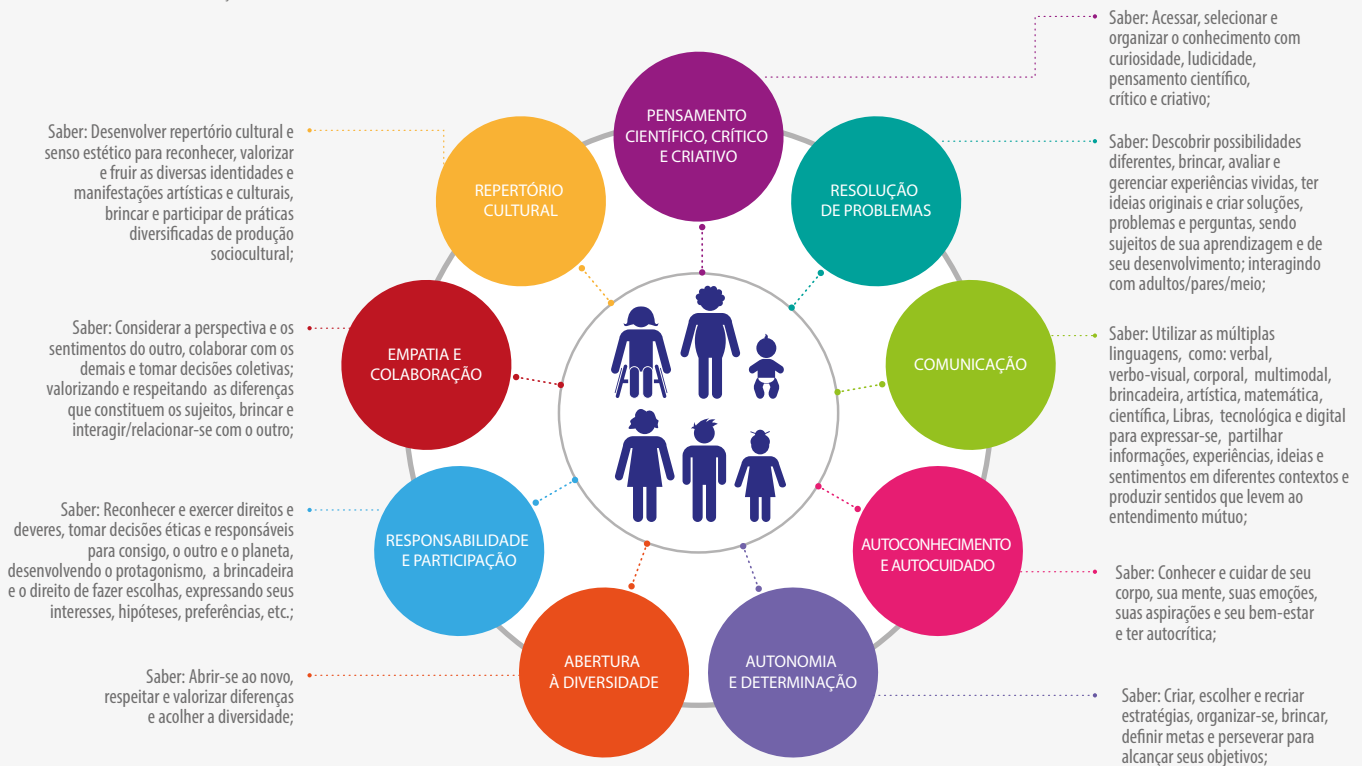 PENSAMENTO
CIENTÍFICO, CRÍTICO
E CRIATIVO
Saber: Acessar, selecionar e
organizar o conhecimento com
curiosidade, ludicidade,
pensamento científico,
crítico e criativo;
RESOLUÇÃO
DE PROBLEMAS
Saber: Descobrir possibilidades
diferentes, brincar, avaliar e
gerenciar experiências vividas, ter
ideias originais e criar soluções,
problemas e perguntas, sendo
sujeitos de sua aprendizagem e de
seu desenvolvimento; interagindo
com adultos/pares/meio;
COMUNICAÇÃO
Saber: Utilizar as múltiplas
linguagens, como: verbal,
verbo-visual, corporal, multimodal,
brincadeira, artística, matemática,
científica, Libras, tecnológica e digital
para expressar-se, partilhar
informações, experiências, ideias e
sentimentos em diferentes contextos e
produzir sentidos que levem ao
entendimento mútuo;
AUTOCONHECIMENTO
E AUTOCUIDADO
Saber: Conhecer e cuidar de seu
corpo, sua mente, suas emoções,
suas aspirações e seu bem-estar
e ter autocrítica;
AUTONOMIA
E DETERMINAÇÃO
Saber: Criar, escolher e recriar
estratégias, organizar-se, brincar,
definir metas e perseverar para
alcançar seus objetivos;
ABERTURA
À DIVERSIDADE
Saber: Abrir-se ao novo,
respeitar e valorizar diferenças
e acolher a diversidade;
RESPONSABILIDADE
E PARTICIPAÇÃO
Saber: Reconhecer e exercer direitos e
deveres, tomar decisões éticas e responsáveis
para consigo, o outro e o planeta,
desenvolvendo o protagonismo, a brincadeira
e o direito de fazer escolhas, expressando seus
interesses, hipóteses, preferências, etc.;
EMPATIA E
COLABORAÇÃO
Saber: Considerar a perspectiva e os
sentimentos do outro, colaborar com os
demais e tomar decisões coletivas;
valorizando e respeitando as diferenças
que constituem os sujeitos, brincar e
interagir/relacionar-se com o outro;
REPERTÓRIO
CULTURAL
Saber: Desenvolver repertório cultural e
senso estético para reconhecer, valorizar
e fruir as diversas identidades e
manifestações artísticas e culturais,
brincar e participar de práticas
diversificadas de produção
sociocultural;